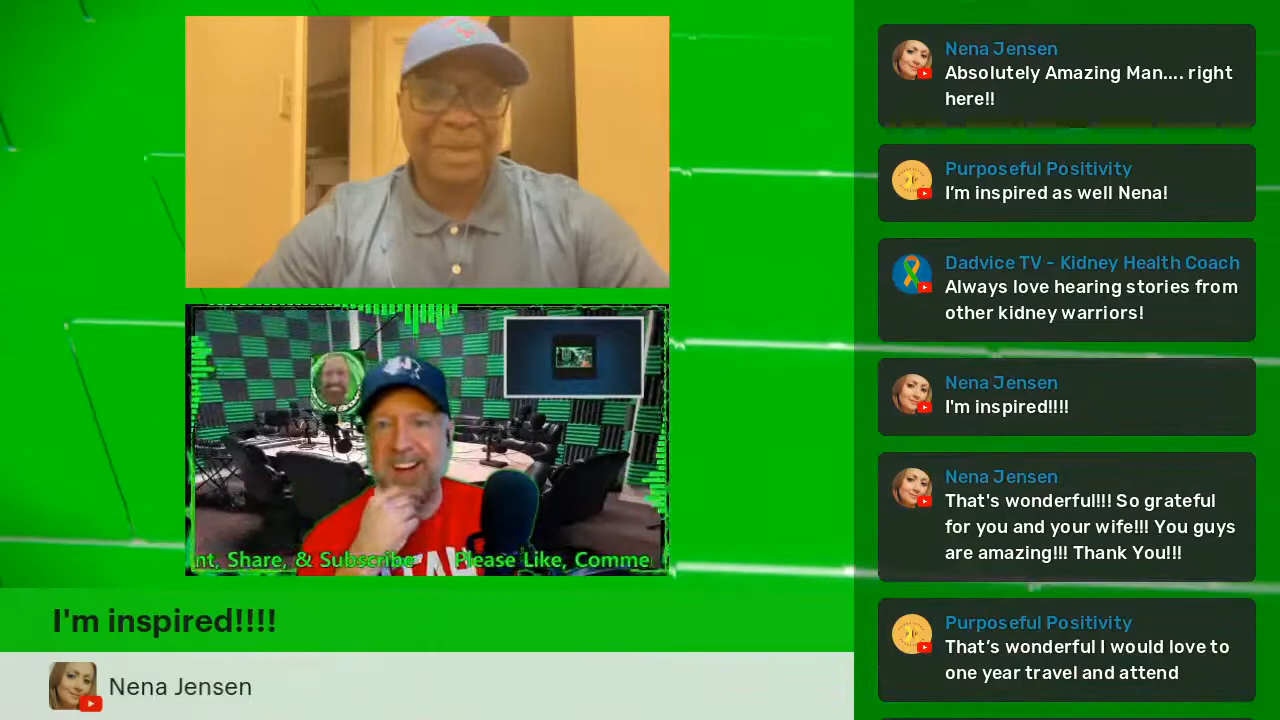 nt, Share, & Subscribe Please Like, Comme
I'm inspired!!!!
Nena Jensen
Nena Jensen
Absolutely Amazing Man.... right
here!!
Purposeful Positivity
I'm inspired as well Nena!
Dadvice TV - Kidney Health Coach
Always love hearing stories from
other kidney warriors!
Nena Jensen
I'm inspired!!!!
Nena Jensen
That's wonderful!!! So grateful
for you and your wife!!! You guys
are amazing!!! Thank You!!!
Purposeful Positivity
That's wonderful I would love to
one year travel and attend